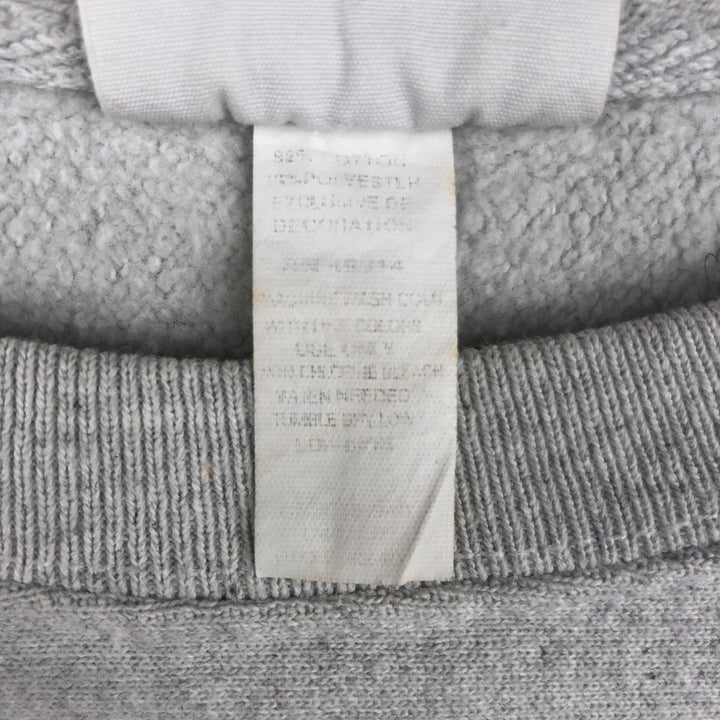 COTTON
POLYESTER
EXCLUSIVE OF
DECORATION
MACHINE WASH COLD
WITH LIKE COLORS
USE ONLY
NON CHLORINE BLEACH
WHEN NEEDED
TUMBLE DRY LOW